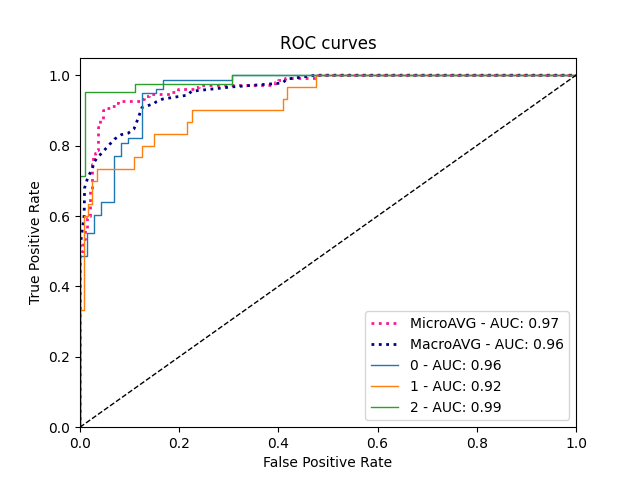 ROC curves
True Positive Rate
1.0
0.8
0.6
0.4
0.2
0.0
MicroAVG - AUC: 0.97
MacroAVG - AUC: 0.96
0 - AUC: 0.96
1 - AUC: 0.92
2 - AUC: 0.99
0.0 0.2 0.4 0.6 0.8 1.0
False Positive Rate